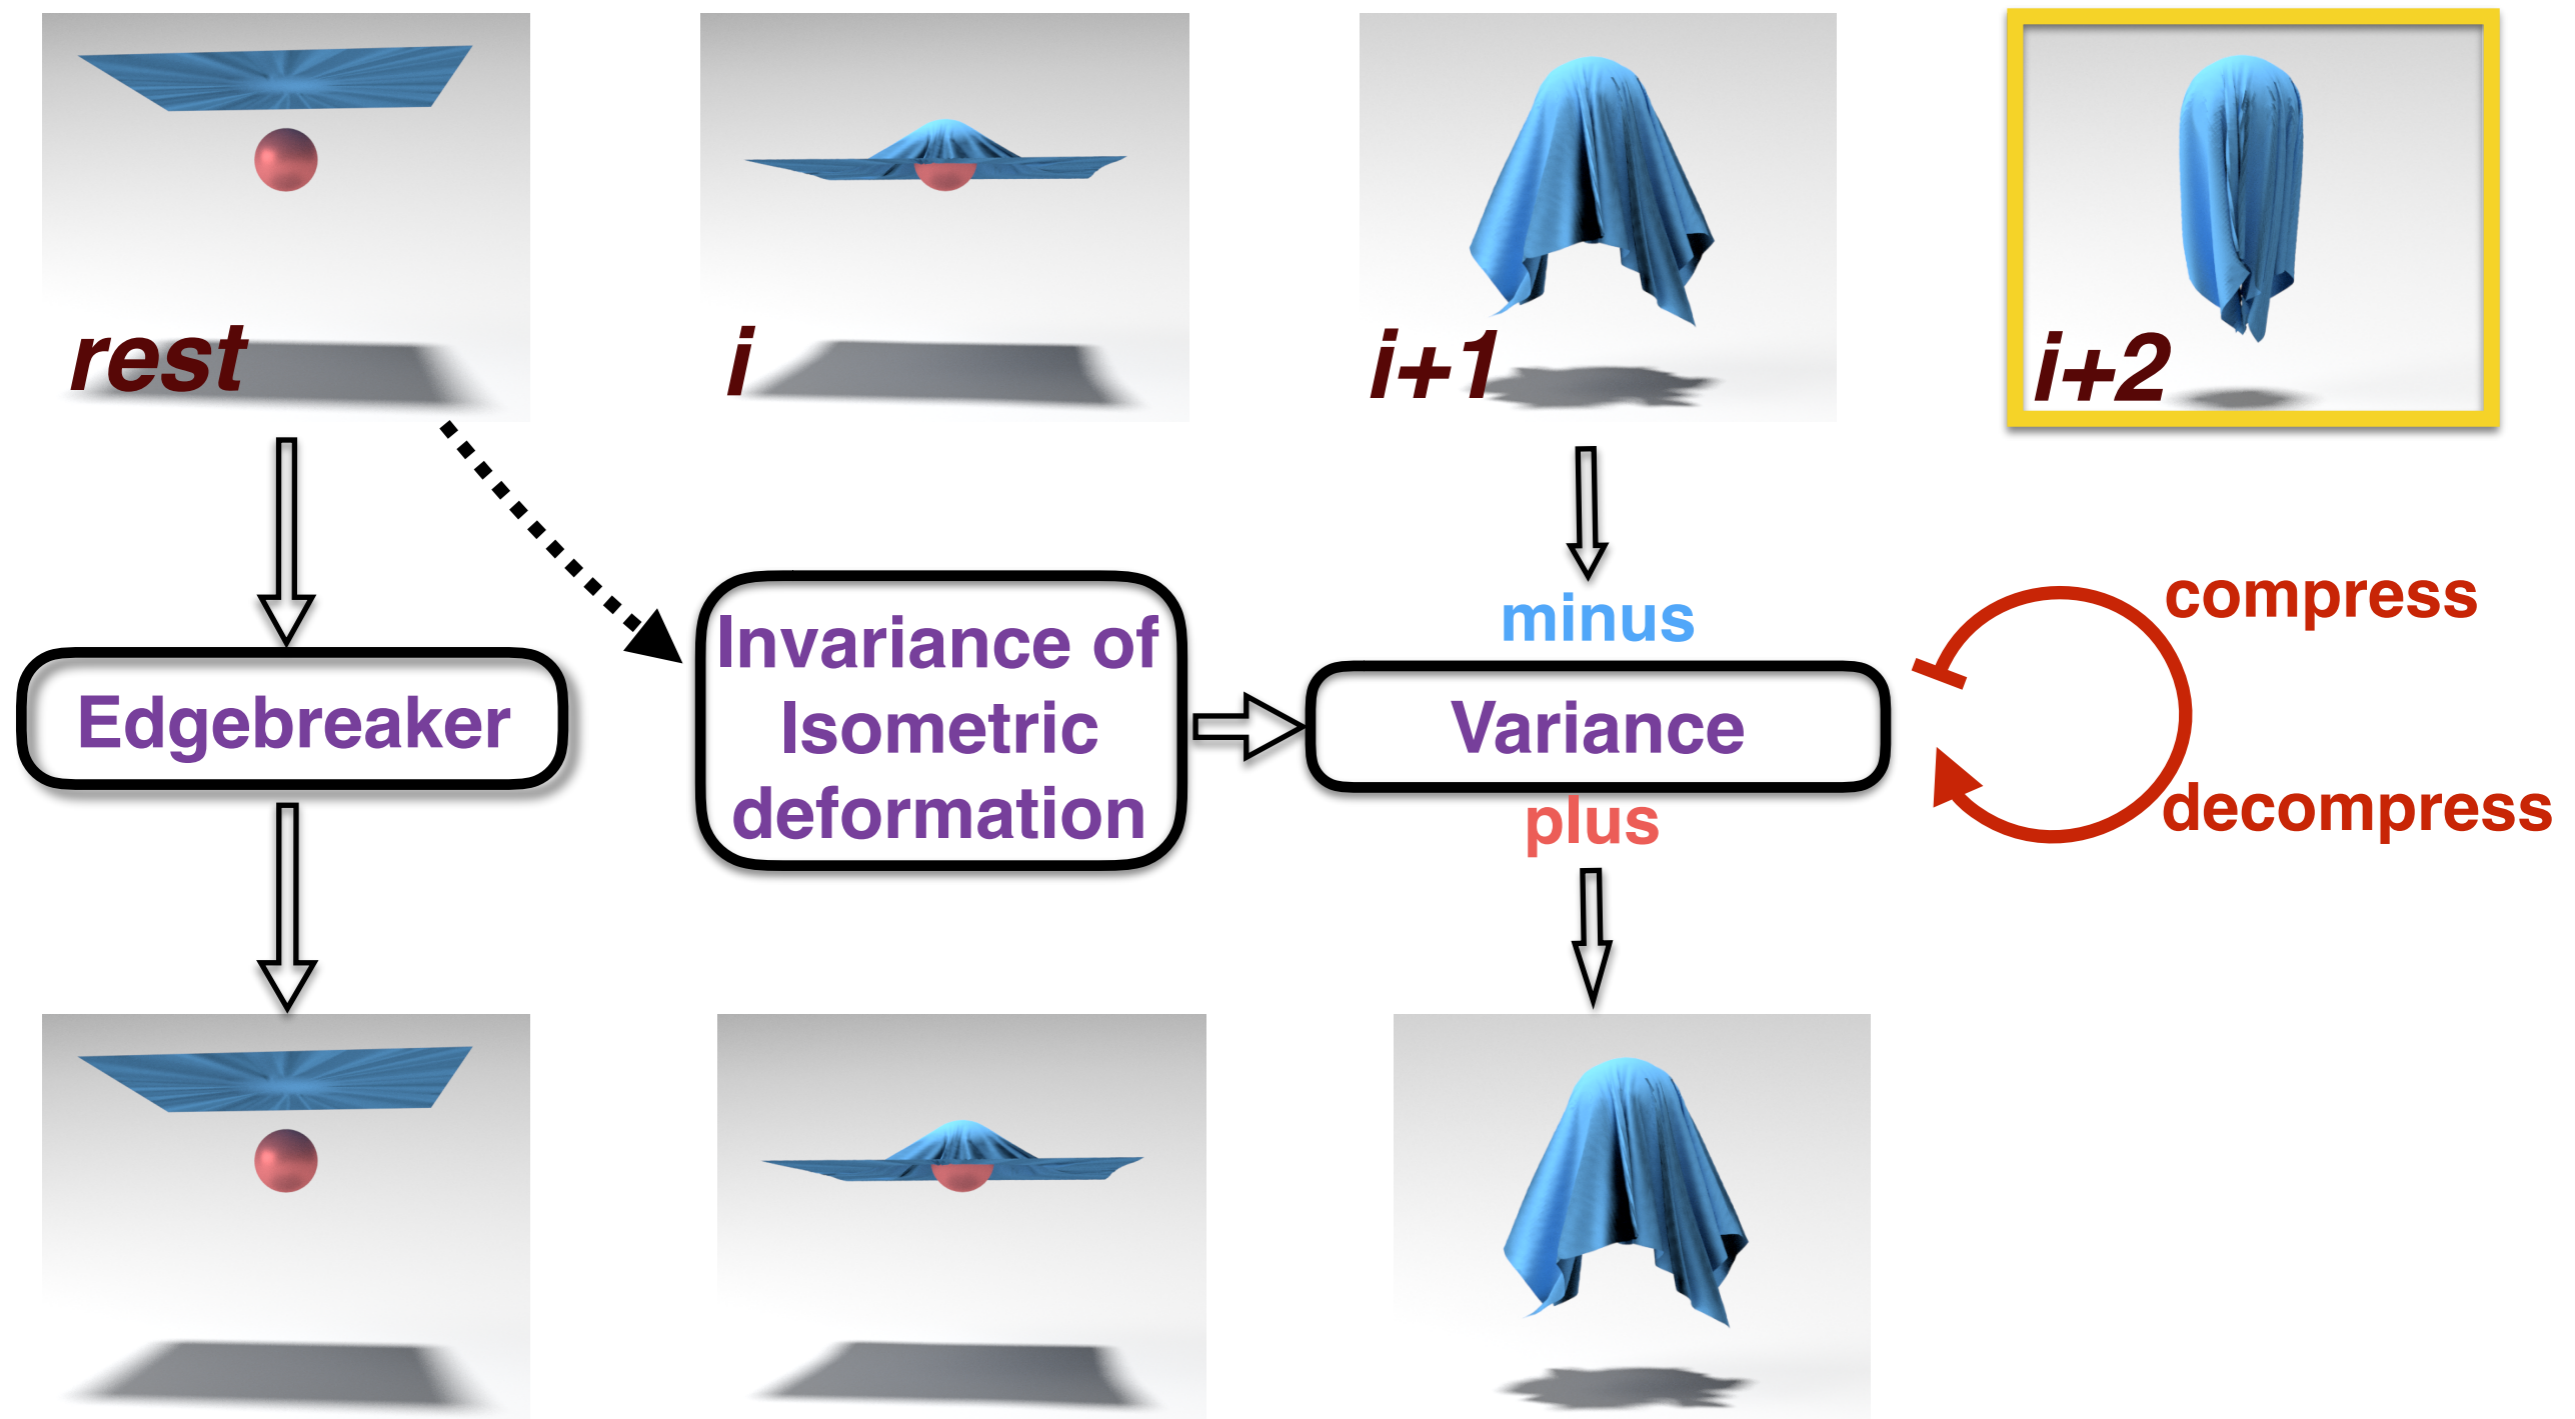 rest
i
i+1
i+2
Edgebreaker
Invariance of
Isometric
deformation
minus
Variance
plus
compress
decompress